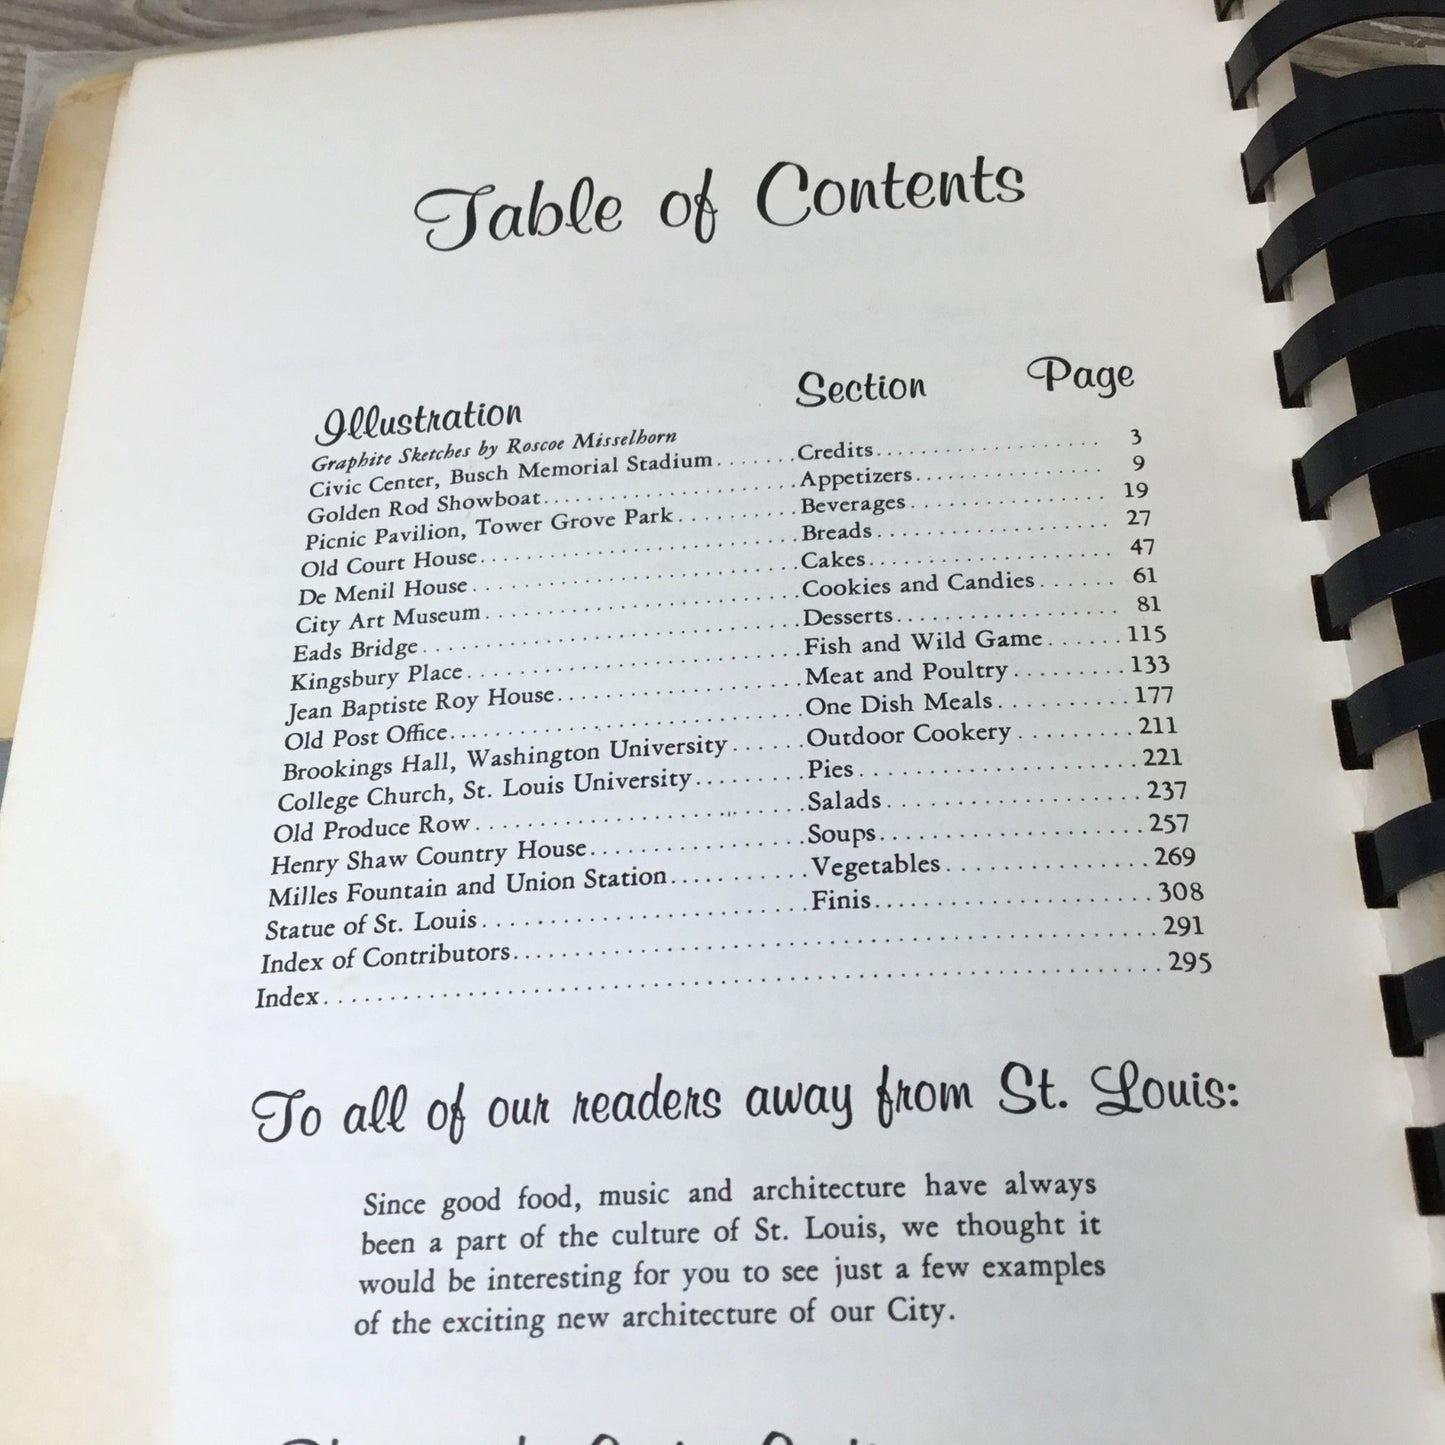 Table of Contents
Illustration Section Page
Graphite Sketches by Roscoe Misselhorn
Civic Center, Busch Memorial Stadium.......Credits................... 3
Golden Rod Showboat......................Appetizers............... 9
Picnic Pavilion, Tower Grove Park..........Beverages................ 19
Old Court House..........................Breads.................. 27
De Menil House..........................Cakes................... 47
City Art Museum.........................Cookies and Candies...... 61
Eads Bridge.............................Desserts................. 81
Kingsbury Place..........................Fish and Wild Game......115
Jean Baptiste Roy House...................Meat and Poultry.........133
Old Post Office...........................One Dish Meals..........177
Brookings Hall, Washington University......Outdoor Cookery.........211
College Church, St. Louis University.........Pies.....................221
Old Produce Row.........................Salads...................237
Henry Shaw Country House................Soups....................257
Milles Fountain and Union Station...........Vegetables................269
Statue of St. Louis.........................Finis.....................308
Index of Contributors..................................................291
Index................................................................295
To all of our readers away from St. Louis:
Since good food, music and architecture have always
been a part of the culture of St. Louis, we thought it
would be interesting for you to see just a few examples
of the exciting new architecture of our City.